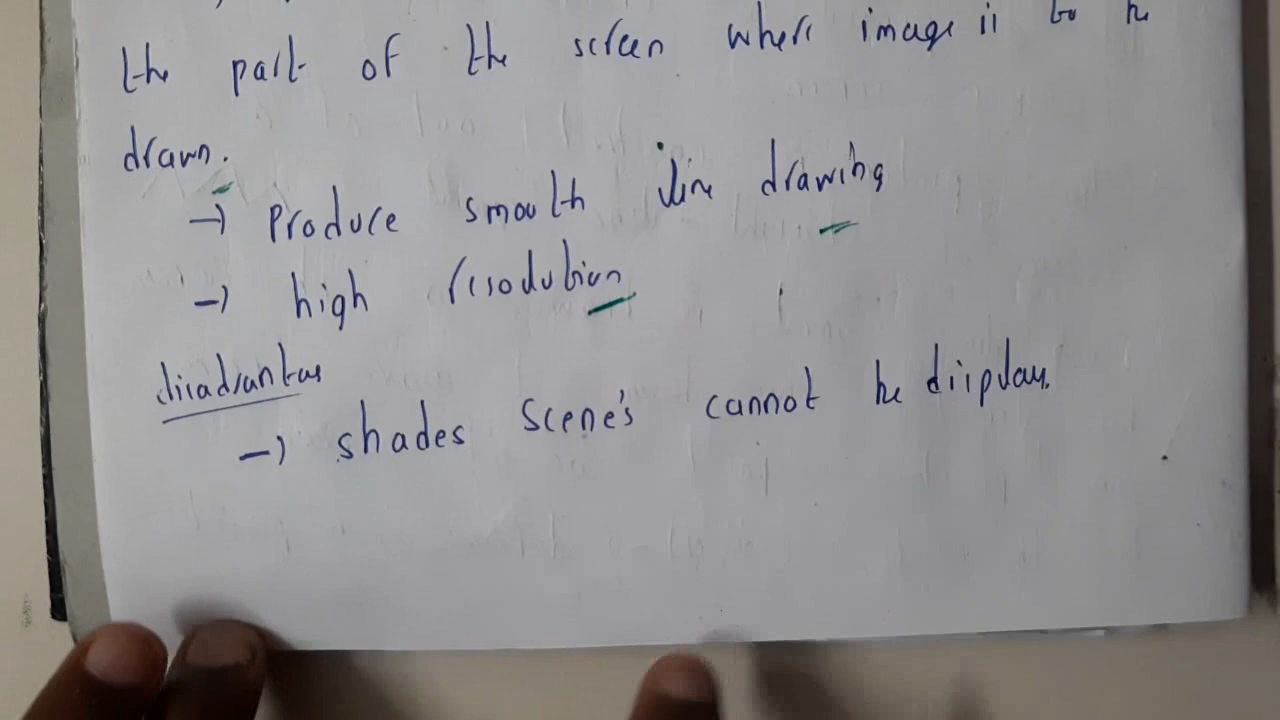 the part of the screen where image is to be
drawn.
→ Produce smooth line drawing
→ high resolution
disadvantas
→ shades scene's cannot be display.